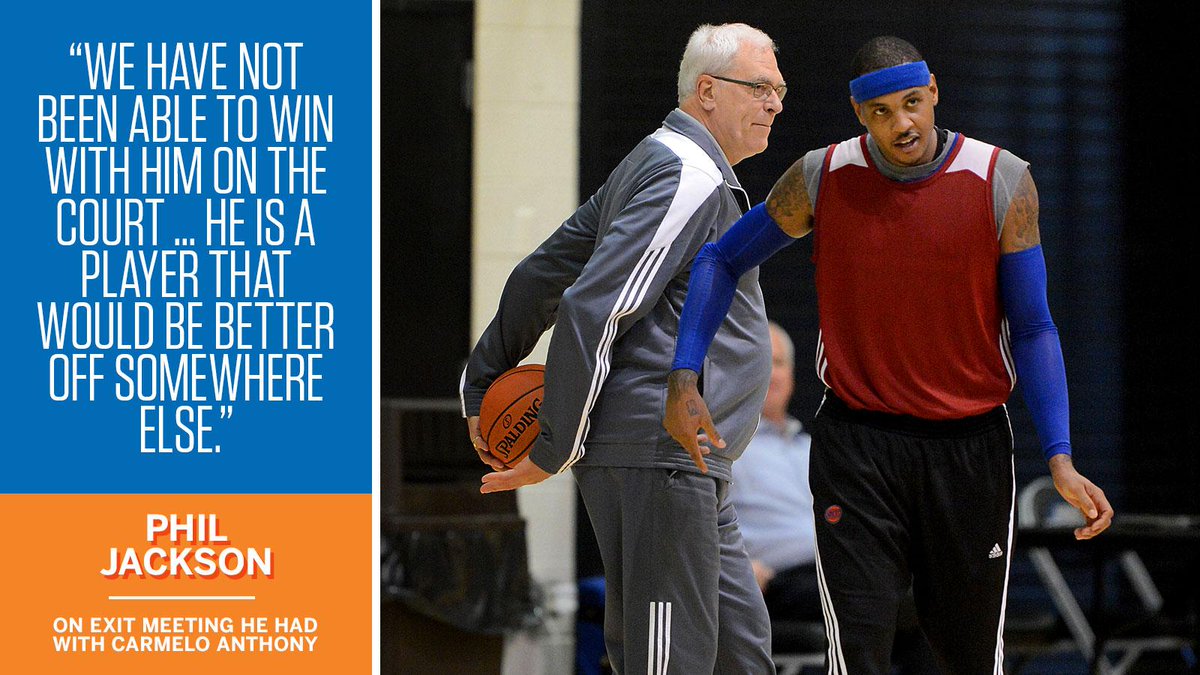 “WE HAVE NOT
BEEN ABLE TO WIN
WITH HIM ON THE
COURT ... HE IS A
PLAYER THAT
WOULD BE BETTER
OFF SOMEWHERE
ELSE.”
PHIL
JACKSON
ON EXIT MEETING HE HAD
WITH CARMELO ANTHONY
SPALDING
adidas